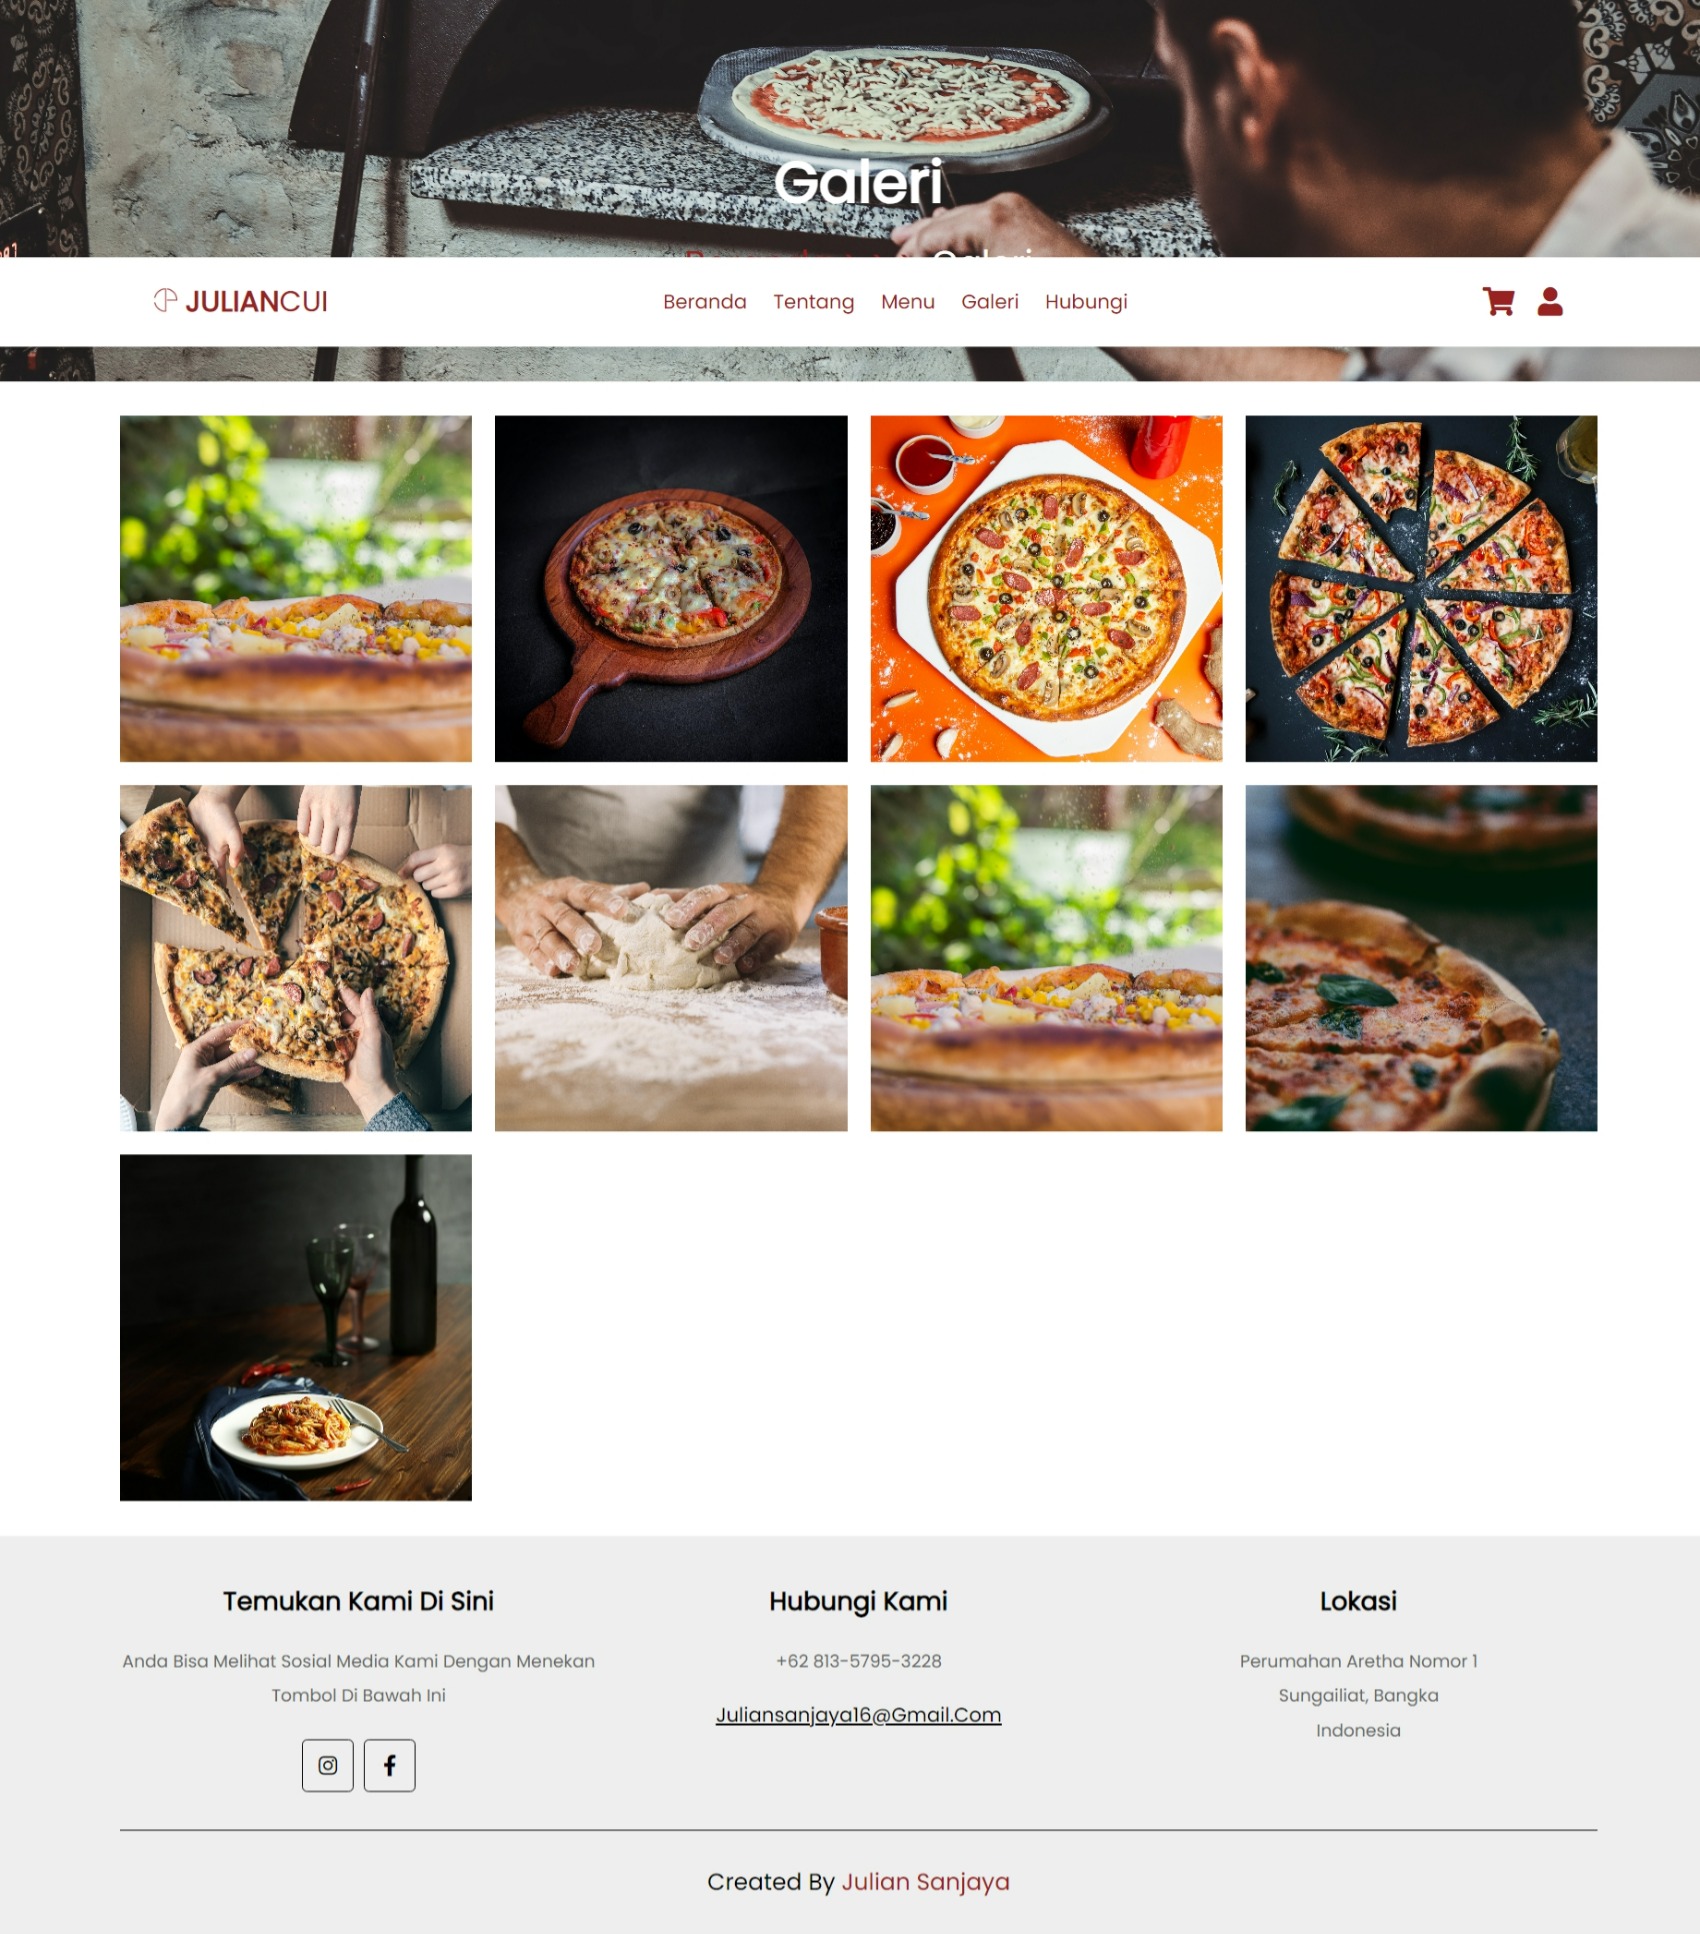 Galeri
Galeri
JULIANCUI
Beranda Tentang Menu Galeri Hubungi
Temukan Kami Di Sini
Anda Bisa Melihat Sosial Media Kami Dengan Menekan
Tombol Di Bawah Ini
Hubungi Kami
+62 813-5795-3228
Juliansanjaya16@Gmail.Com
Lokasi
Perumahan Aretha Nomor 1
Sungailiat, Bangka
Indonesia
Created By Julian Sanjaya